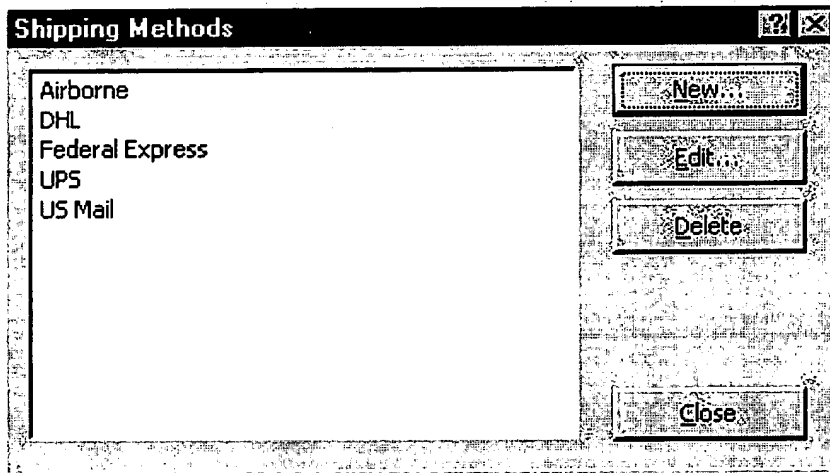 Shipping Methods
Airborne
DHL
Federal Express
UPS
US Mail
New...
Edit...
Delete
Close